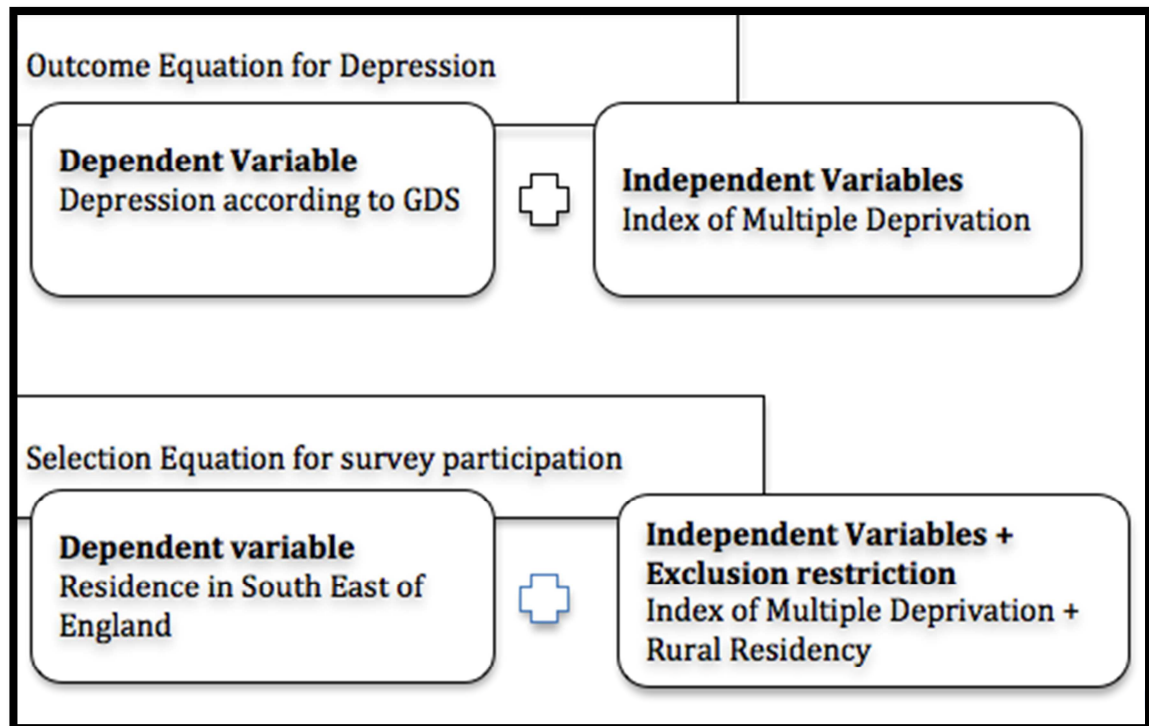 Outcome Equation for Depression
Dependent Variable
Depression according to GDS
Independent Variables
Index of Multiple Deprivation
Selection Equation for survey participation
Dependent variable
Residence in South East of
England
Independent Variables +
Exclusion restriction
Index of Multiple Deprivation +
Rural Residency